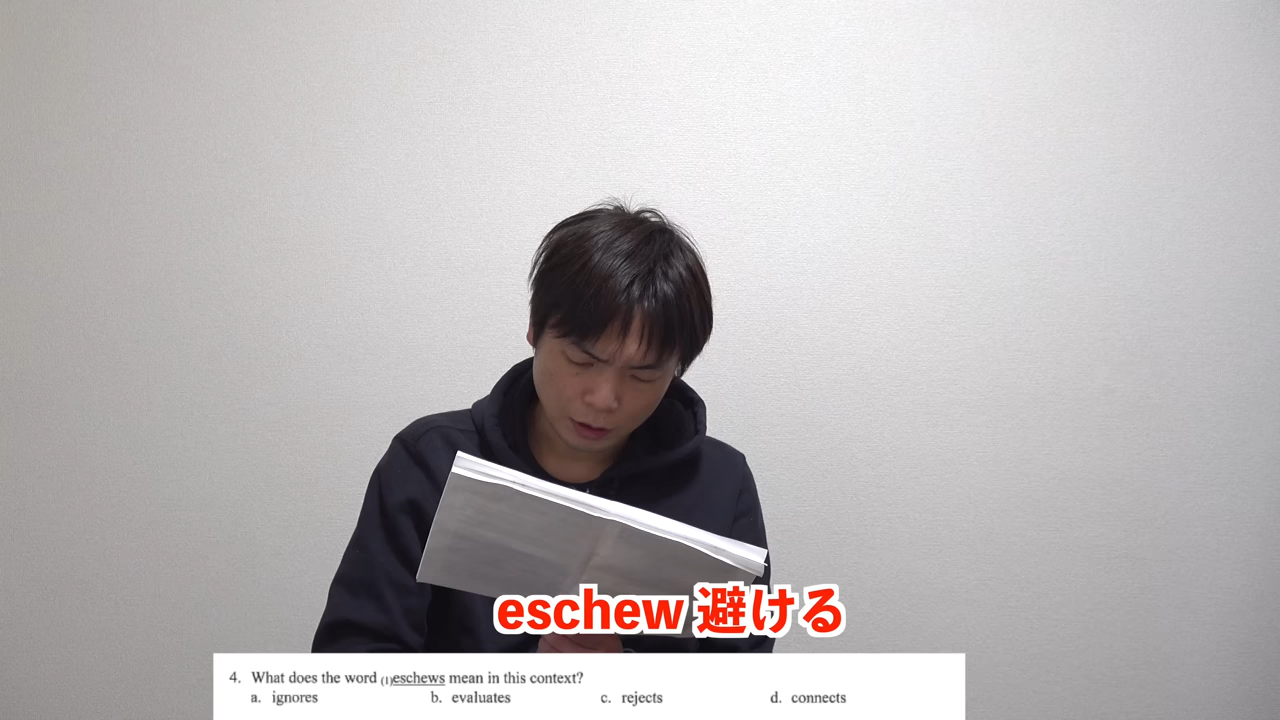 eschew 避ける
4. What does the word (1)eschews mean in this context?
a. ignores b. evaluates c. rejects d. connects